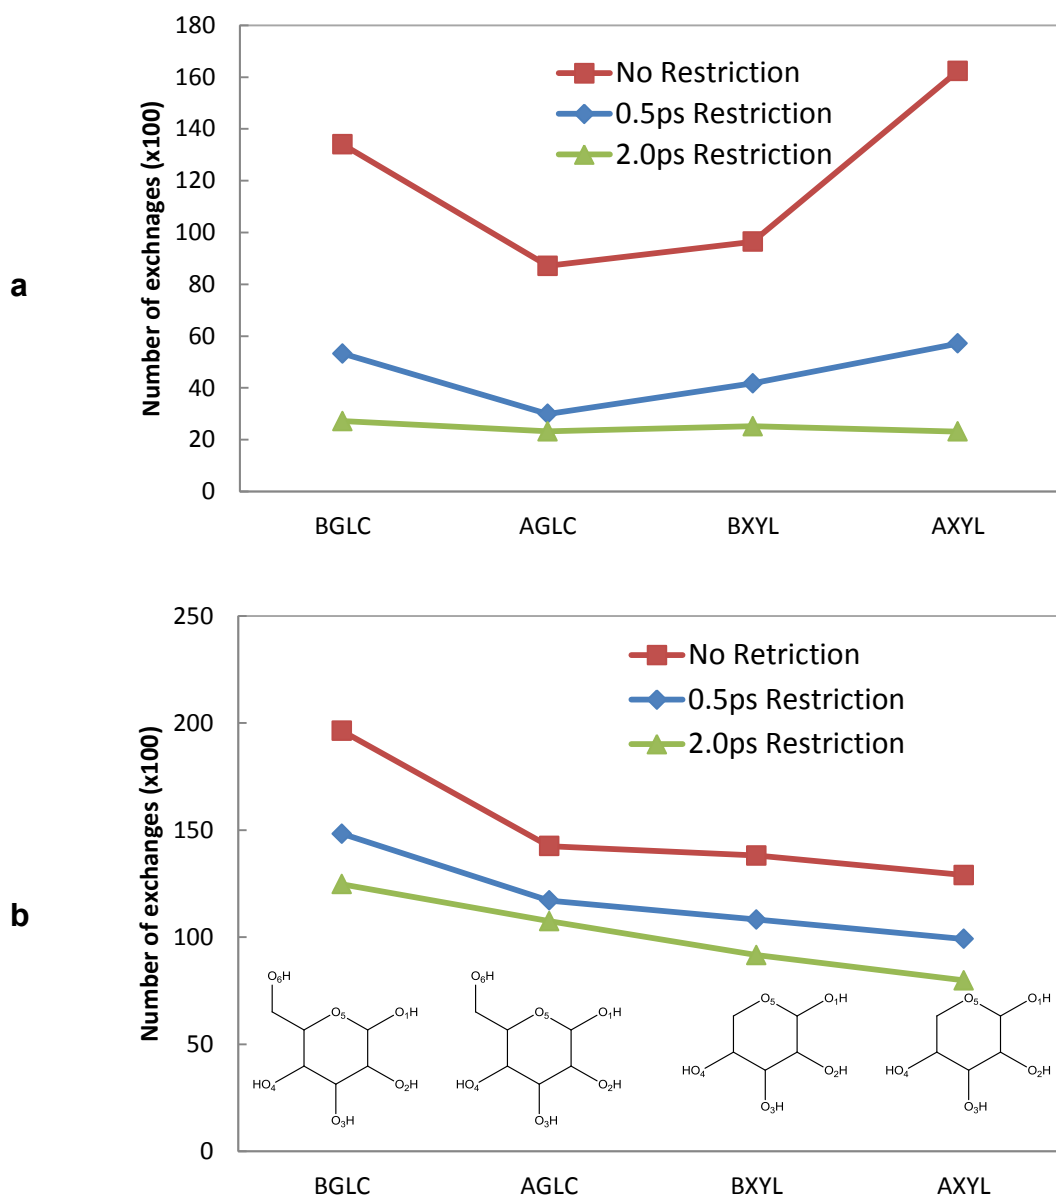 a
Number of exchnages (x100)
180
160
140
120
100
80
60
40
20
0
No Restriction
0.5ps Restriction
2.0ps Restriction
BGLC AGLC BXYL AXYL
b
Number of exchanges (x100)
250
200
150
100
50
0
No Retriction
0.5ps Restriction
2.0ps Restriction
O6H
O5
O1H
HO4
O2H
O3H
O6H
O5
O1H
HO4
O2H
O3H
O5
O1H
HO4
O2H
O3H
O5
O1H
HO4
O2H
O3H
BGLC AGLC BXYL AXYL